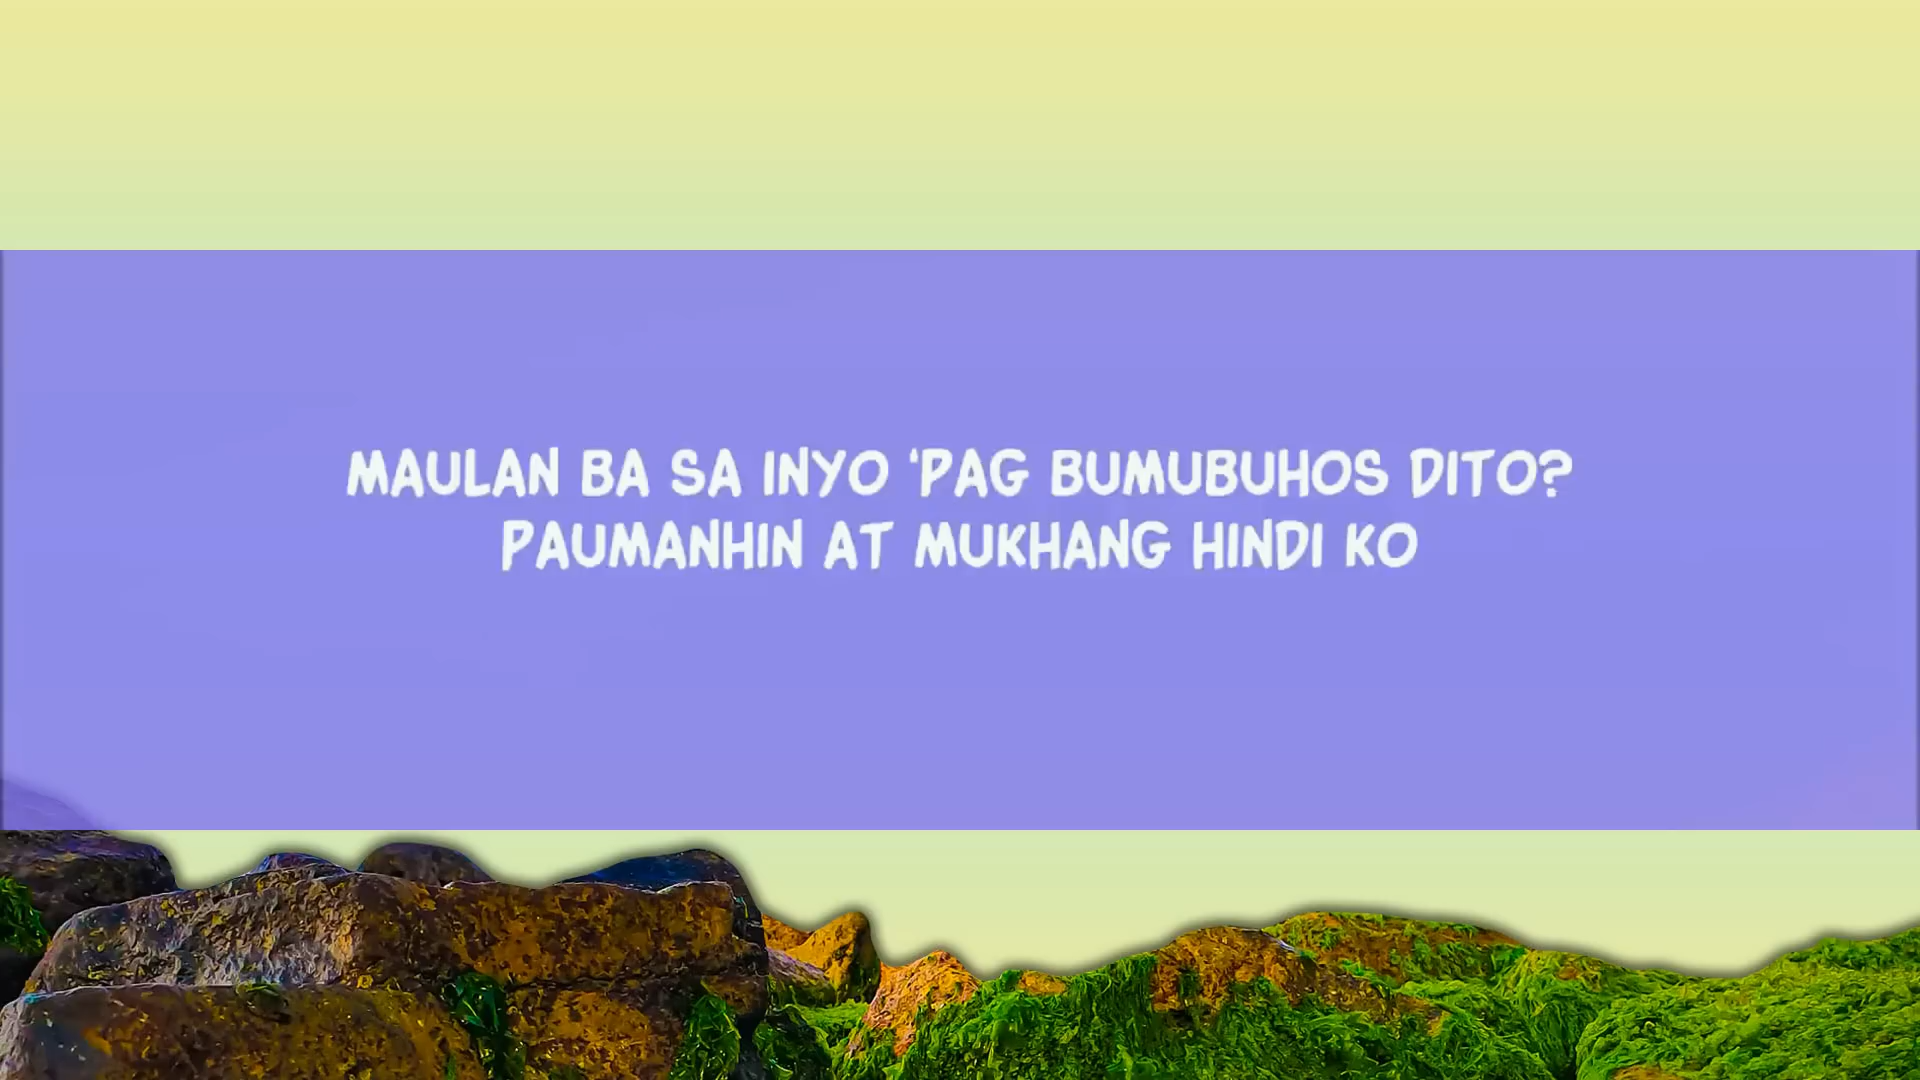 MAULAN BA SA INYO ‘PAG BUMUBUHOS DITO?
PAUMANHIN AT MUKHANG HINDI KO